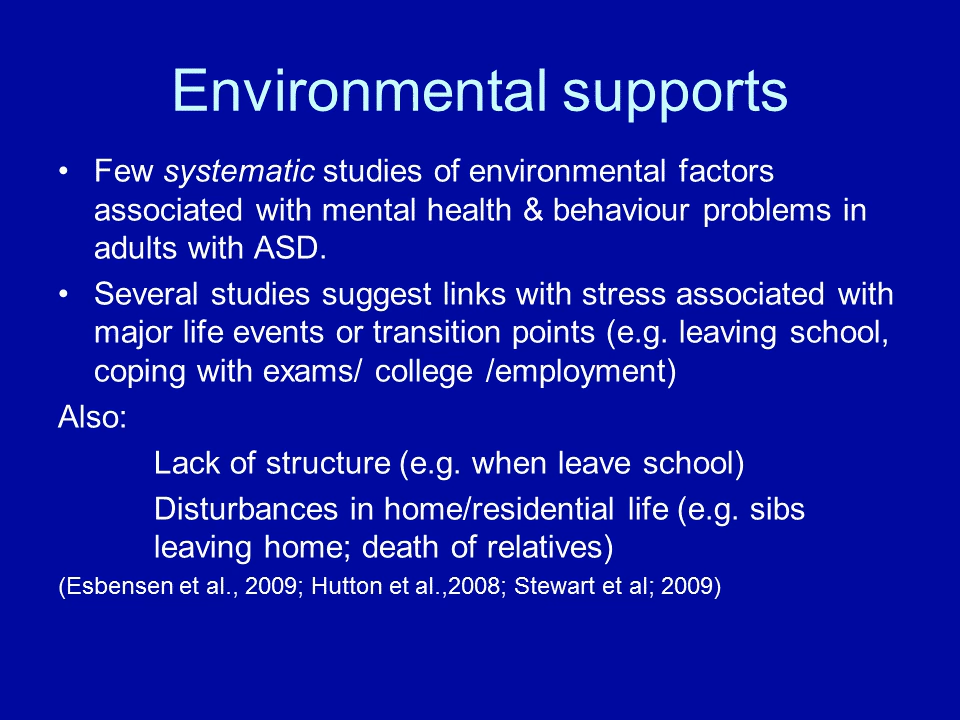 Environmental supports
• Few systematic studies of environmental factors
associated with mental health & behaviour problems in
adults with ASD.
• Several studies suggest links with stress associated with
major life events or transition points (e.g. leaving school,
coping with exams/ college /employment)
Also:
Lack of structure (e.g. when leave school)
Disturbances in home/residential life (e.g. sibs
leaving home; death of relatives)
(Esbensen et al., 2009; Hutton et al.,2008; Stewart et al; 2009)